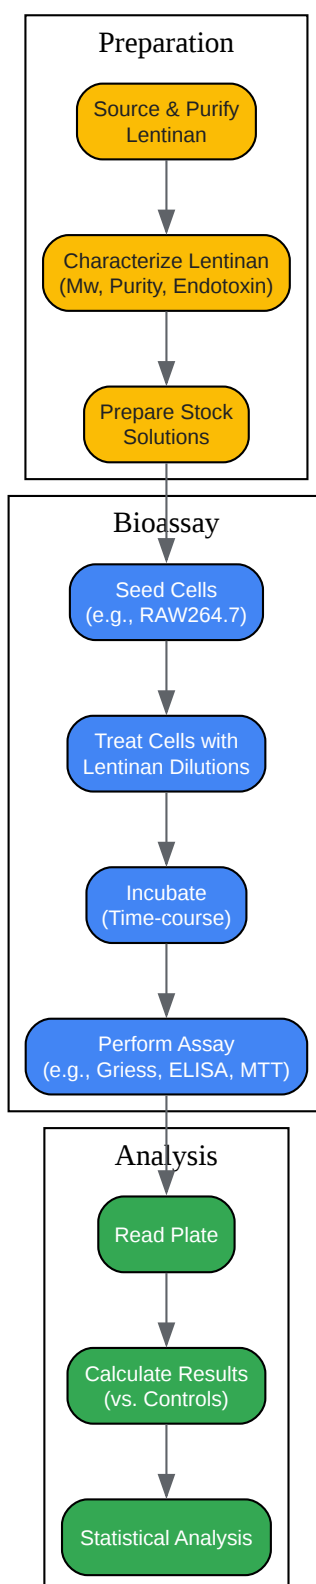 Preparation
Source & Purify
Lentinan
Characterize Lentinan
(Mw, Purity, Endotoxin)
Prepare Stock
Solutions
Bioassay
Seed Cells
(e.g., RAW264.7)
Treat Cells with
Lentinan Dilutions
Incubate
(Time-course)
Perform Assay
(e.g., Griess, ELISA, MTT)
Analysis
Read Plate
Calculate Results
(vs. Controls)
Statistical Analysis